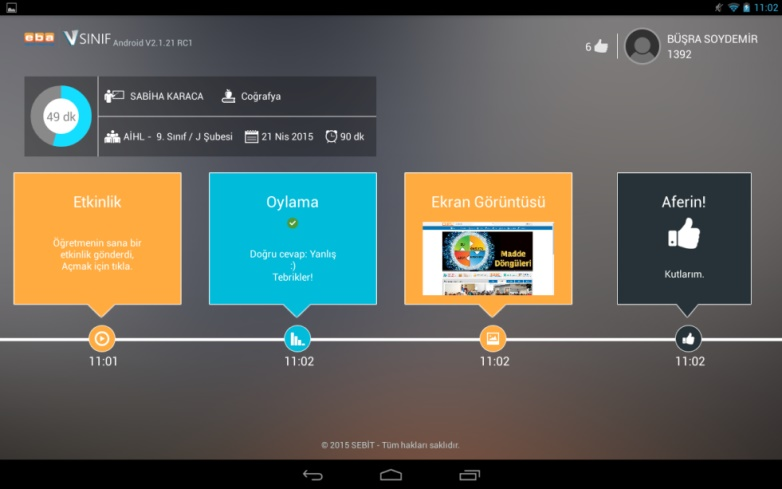 11:02
eba VSINIF Android V2.1.21 RC1
6
BÜŞRA SOYDEMİR
1392
49 dk
SABİHA KARACA Coğrafya
AİHL - 9. Sınıf / J Şubesi 21 Nis 2015 90 dk
Etkinlik
Öğretmenin sana bir
etkinlik gönderdi,
Açmak için tıkla.
11:01
Oylama
Doğru cevap: Yanlış
:)
Tebrikler!
11:02
Ekran Görüntüsü
Madde
Döngüleri
11:02
Aferin!
Kutlarım.
11:02
© 2015 SEBİT - Tüm hakları saklıdır.